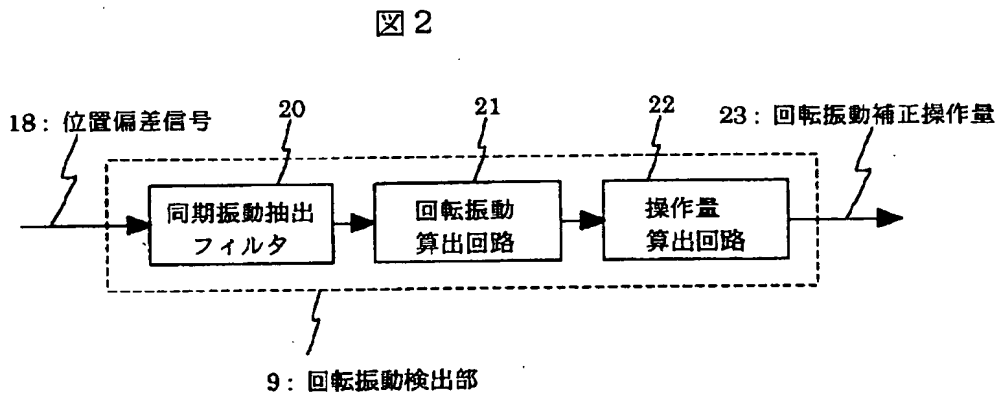 図2
18: 位置偏差信号
20
21
22
23: 回転振動補正操作量
同期振動抽出
フィルタ
回転振動
算出回路
操作量
算出回路
9: 回転振動検出部